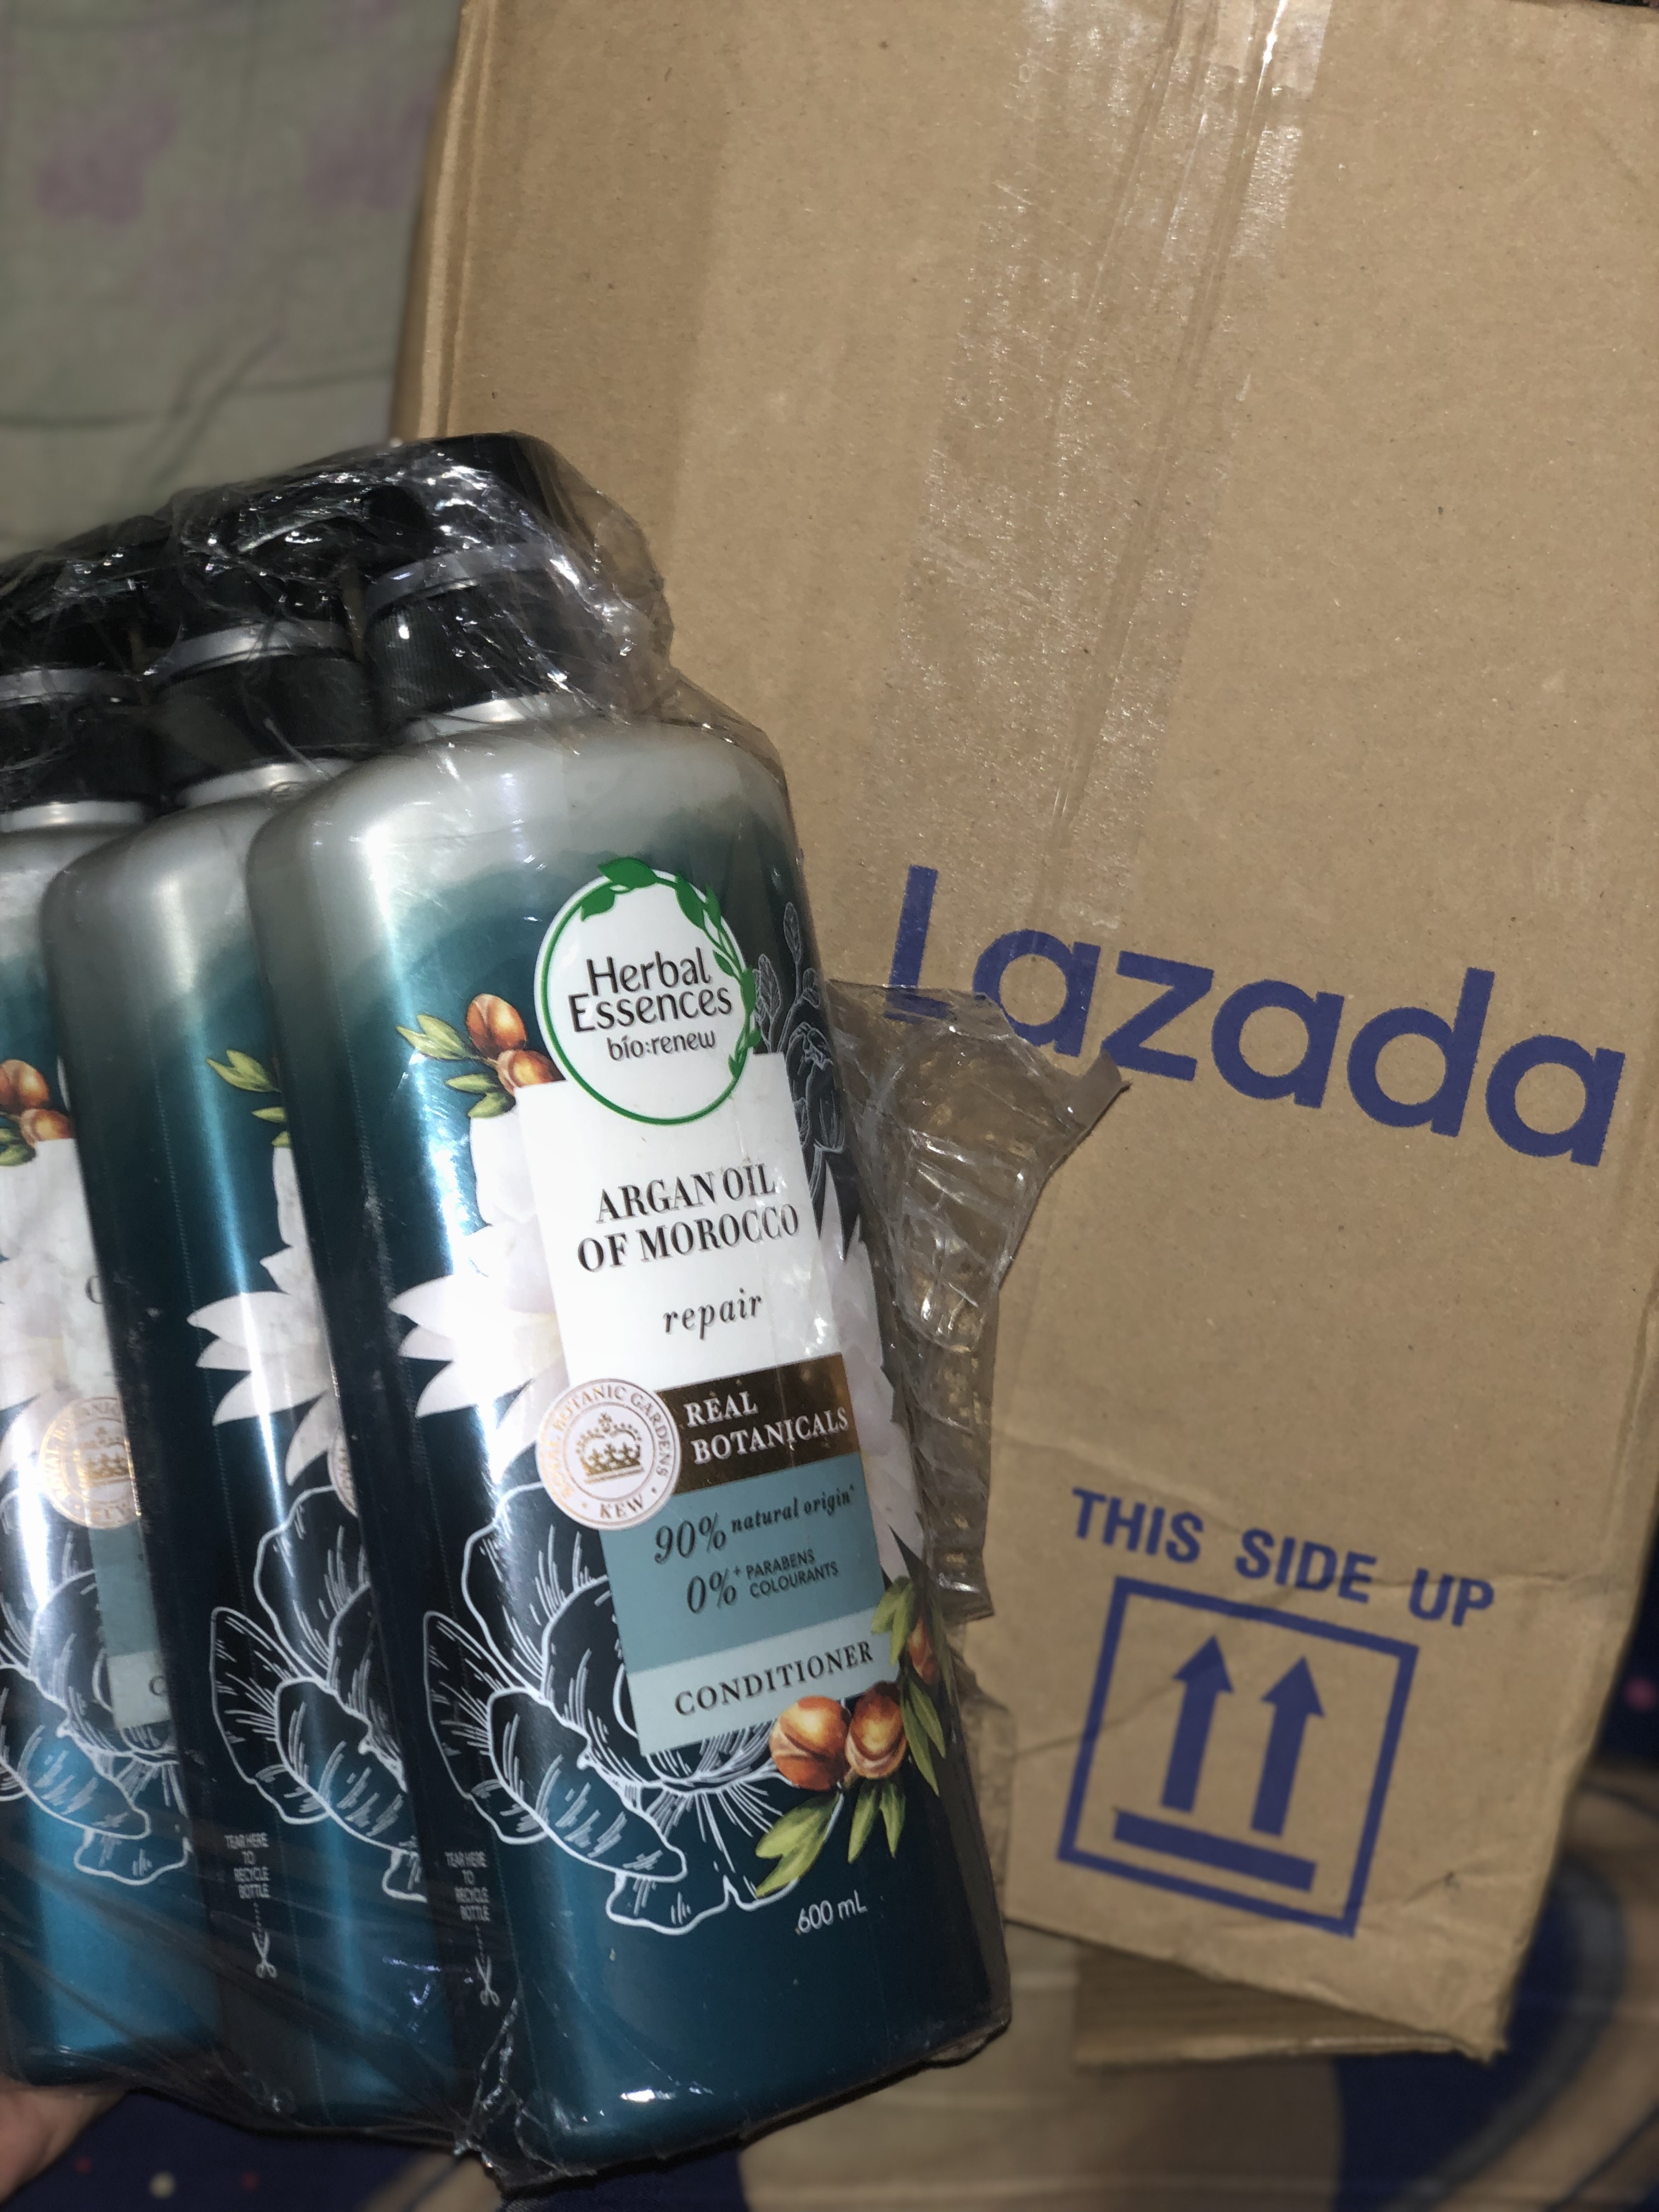 Herbal
Essences
bio:renew
ARGAN OIL
OF MOROCCO
repair
ROYAL BOTANIC GARDENS
KEW
REAL
BOTANICALS
90% natural origin*
0%+ PARABENS
COLOURANTS
CONDITIONER
600 mL
TEAR HERE
TO
RECYCLE
BOTTLE
TEAR HERE
TO
RECYCLE
BOTTLE
Lazada
THIS SIDE UP